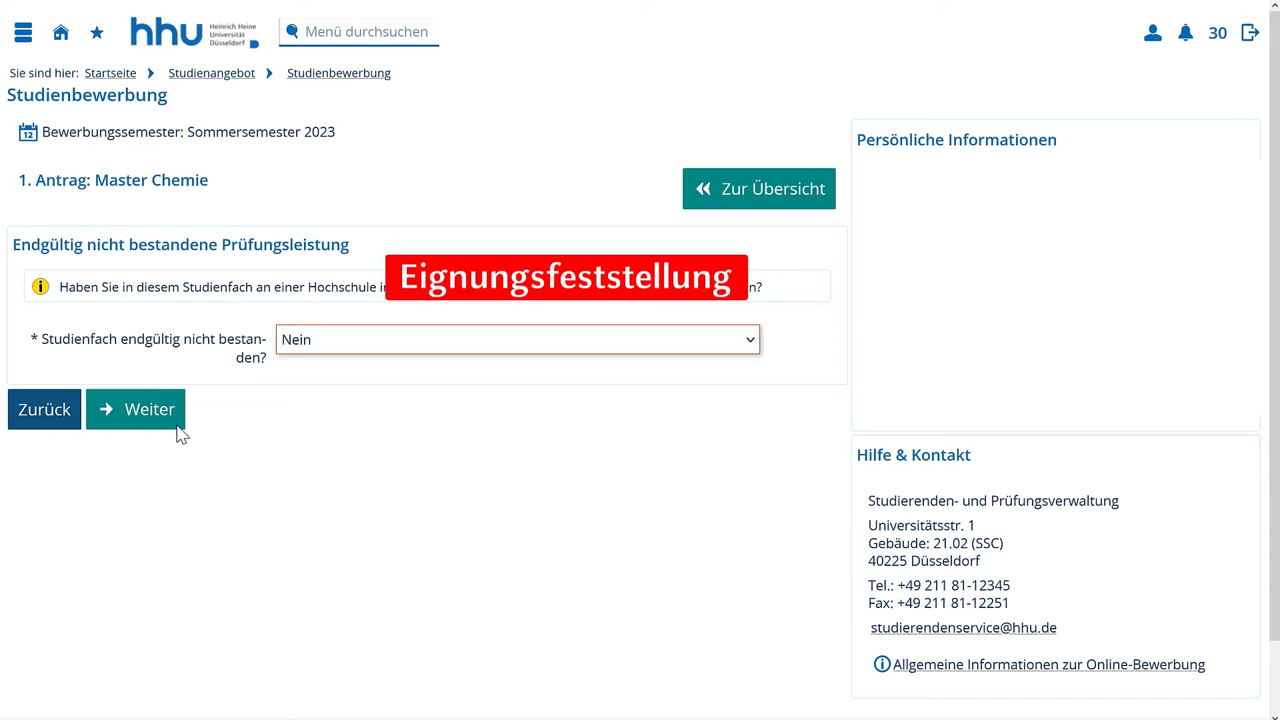 hhu Heinrich Heine
Universität
Düsseldorf
Menü durchsuchen
30
Sie sind hier: Startseite Studienangebot Studienbewerbung
Studienbewerbung
12 Bewerbungssemester: Sommersemester 2023
1. Antrag: Master Chemie
Zur Übersicht
Endgültig nicht bestandene Prüfungsleistung
Haben Sie in diesem Studienfach an einer Hochschule
Eignungsfeststellung
* Studienfach endgültig nicht bestan-
den?
Nein
Zurück
Weiter
Persönliche Informationen
Hilfe & Kontakt
Studierenden- und Prüfungsverwaltung
Universitätsstr. 1
Gebäude: 21.02 (SSC)
40225 Düsseldorf
Tel.: +49 211 81-12345
Fax: +49 211 81-12251
studierendenservice@hhu.de
Allgemeine Informationen zur Online-Bewerbung